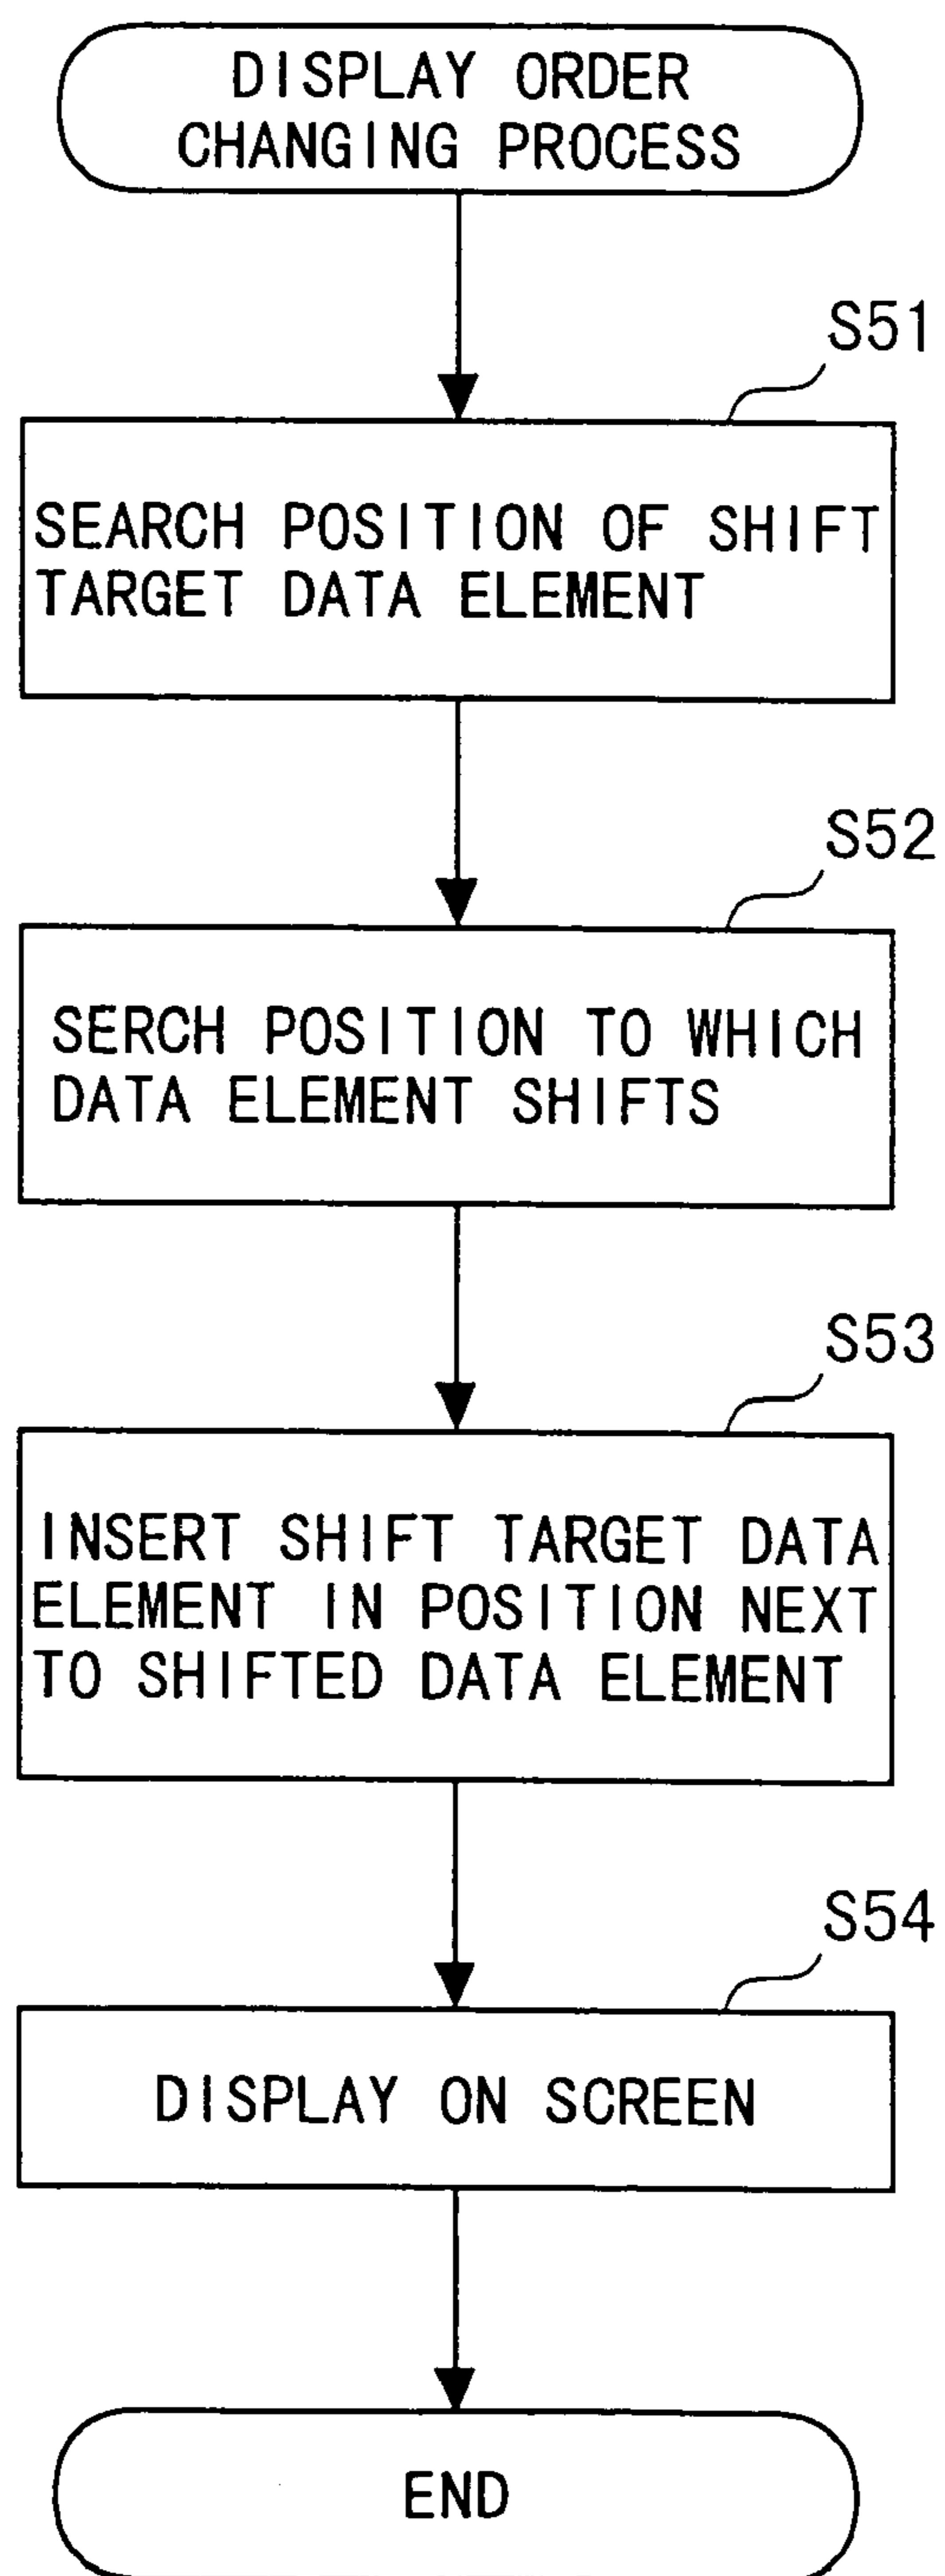 DISPLAY ORDER
CHANGING PROCESS
S51
SEARCH POSITION OF SHIFT
TARGET DATA ELEMENT
S52
SERCH POSITION TO WHICH
DATA ELEMENT SHIFTS
S53
INSERT SHIFT TARGET DATA
ELEMENT IN POSITION NEXT
TO SHIFTED DATA ELEMENT
S54
DISPLAY ON SCREEN
END